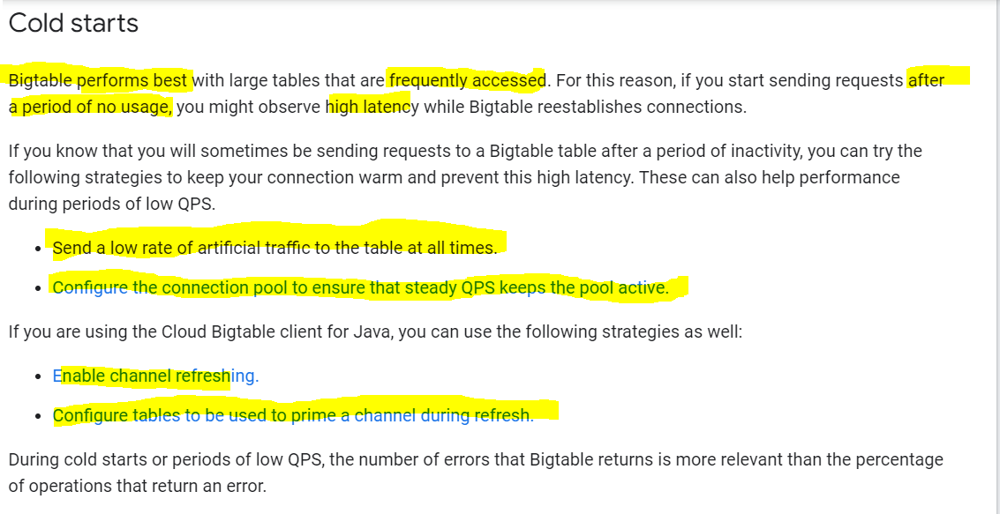 Cold starts
Bigtable performs best with large tables that are frequently accessed. For this reason, if you start sending requests after
a period of no usage, you might observe high latency while Bigtable reestablishes connections.
If you know that you will sometimes be sending requests to a Bigtable table after a period of inactivity, you can try the
following strategies to keep your connection warm and prevent this high latency. These can also help performance
during periods of low QPS.
• Send a low rate of artificial traffic to the table at all times.
• Configure the connection pool to ensure that steady QPS keeps the pool active.
If you are using the Cloud Bigtable client for Java, you can use the following strategies as well:
• Enable channel refreshing.
• Configure tables to be used to prime a channel during refresh.
During cold starts or periods of low QPS, the number of errors that Bigtable returns is more relevant than the percentage
of operations that return an error.